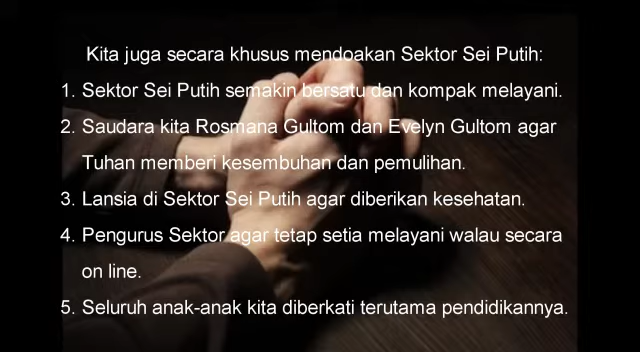 Kita juga secara khusus mendoakan Sektor Sei Putih:
1. Sektor Sei Putih semakin bersatu dan kompak melayani.
2. Saudara kita Rosmana Gultom dan Evelyn Gultom agar
Tuhan memberi kesembuhan dan pemulihan.
3. Lansia di Sektor Sei Putih agar diberikan kesehatan.
4. Pengurus Sektor agar tetap setia melayani walau secara
on line.
5. Seluruh anak-anak kita diberkati terutama pendidikannya.